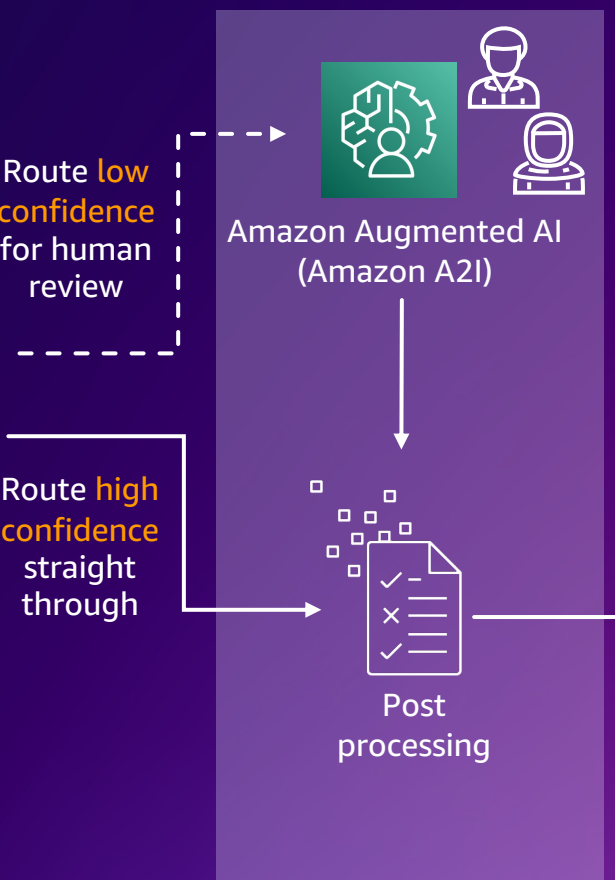 Route low
confidence
for human
review
Amazon Augmented AI
(Amazon A2I)
Route high
confidence
straight
through
Post
processing